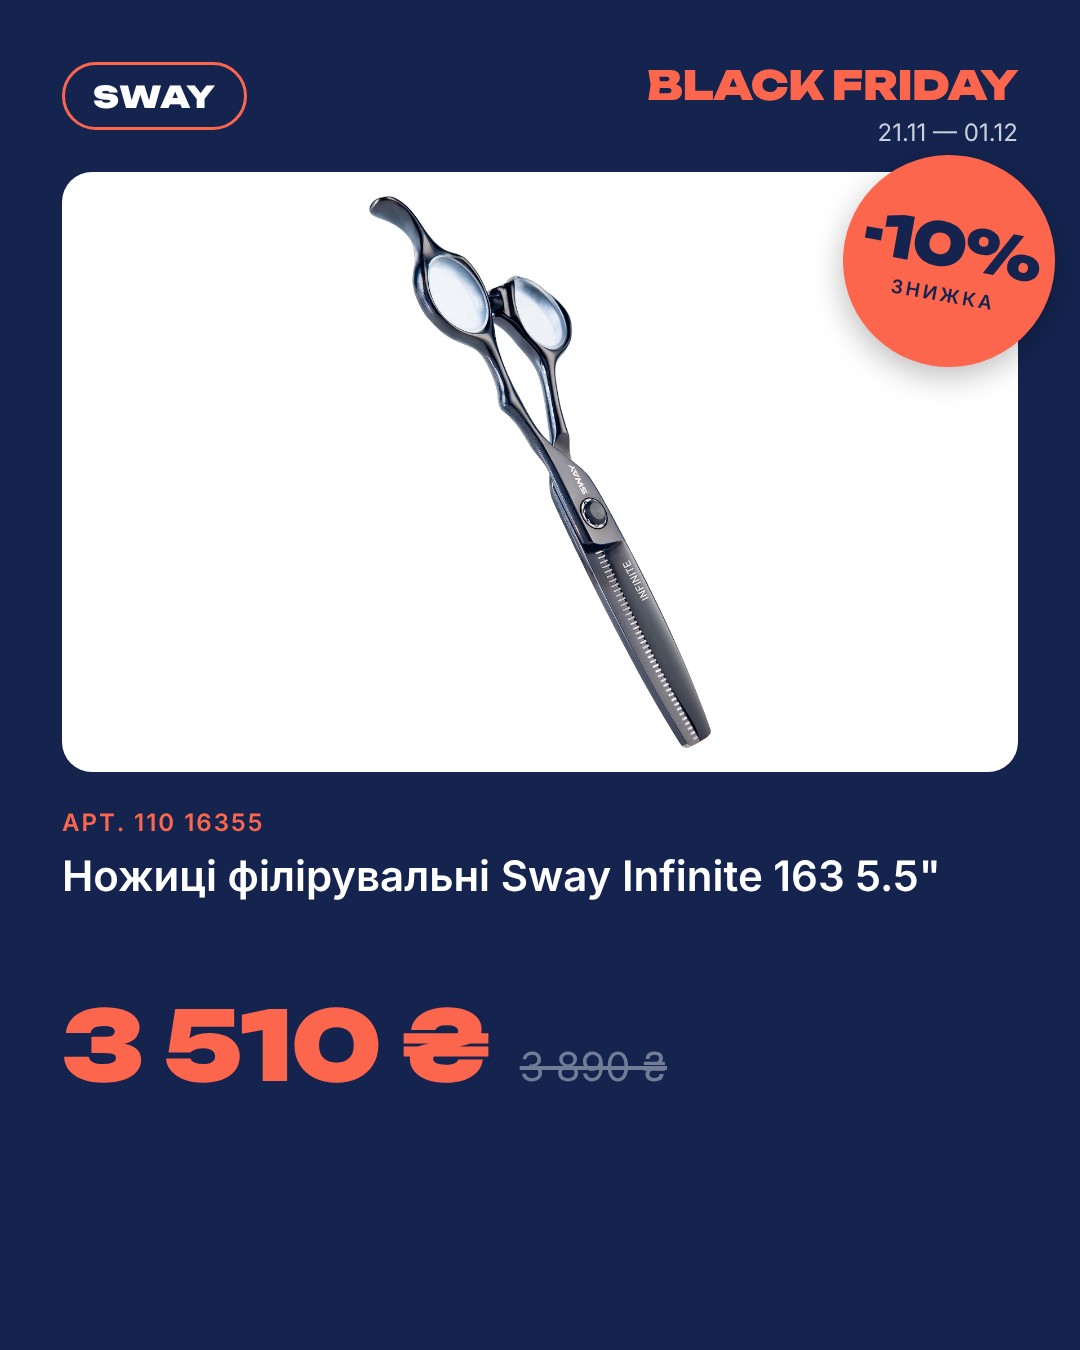 SWAY
BLACK FRIDAY
21.11 — 01.12
-10%
ЗНИЖКА
SWAY
INFINITE
АРТ. 110 16355
Ножиці філірувальні Sway Infinite 163 5.5"
3 510 ₴
3 890 ₴